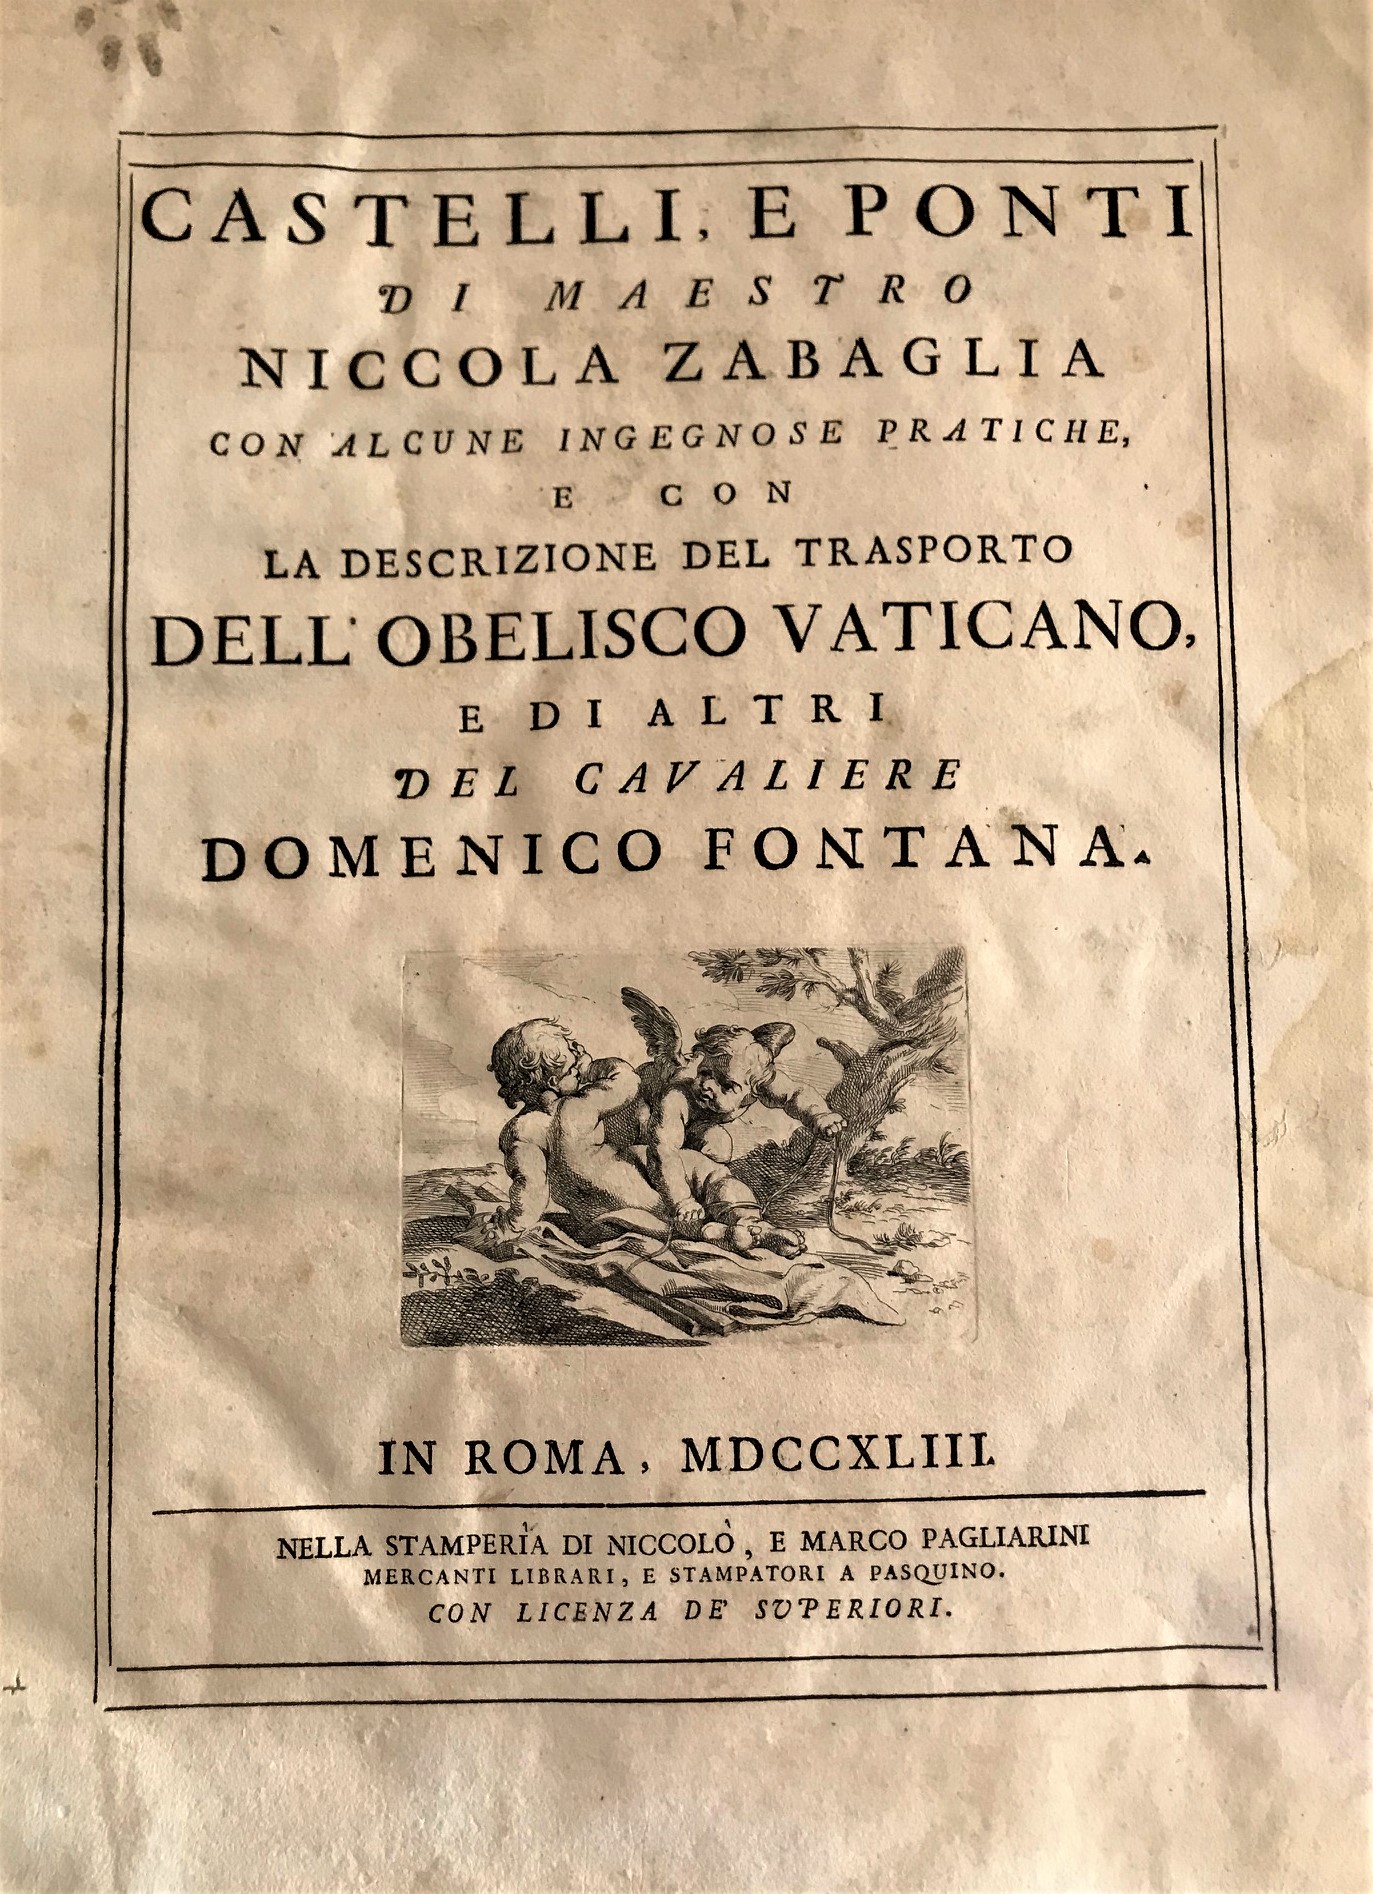 CASTELLI, E PONTI
DI MAESTRO
NICCOLA ZABAGLIA
CON ALCUNE INGEGNOSE PRATICHE,
E CON
LA DESCRIZIONE DEL TRASPORTO
DELL' OBELISCO VATICANO,
E DI ALTRI
DEL CAVALIERE
DOMENICO FONTANA.
IN ROMA, MDCCXLIII.
NELLA STAMPERÌA DI NICCOLÒ, E MARCO PAGLIARINI
MERCANTI LIBRARI, E STAMPATORI A PASQUINO.
CON LICENZA DE' SUPERIORI.